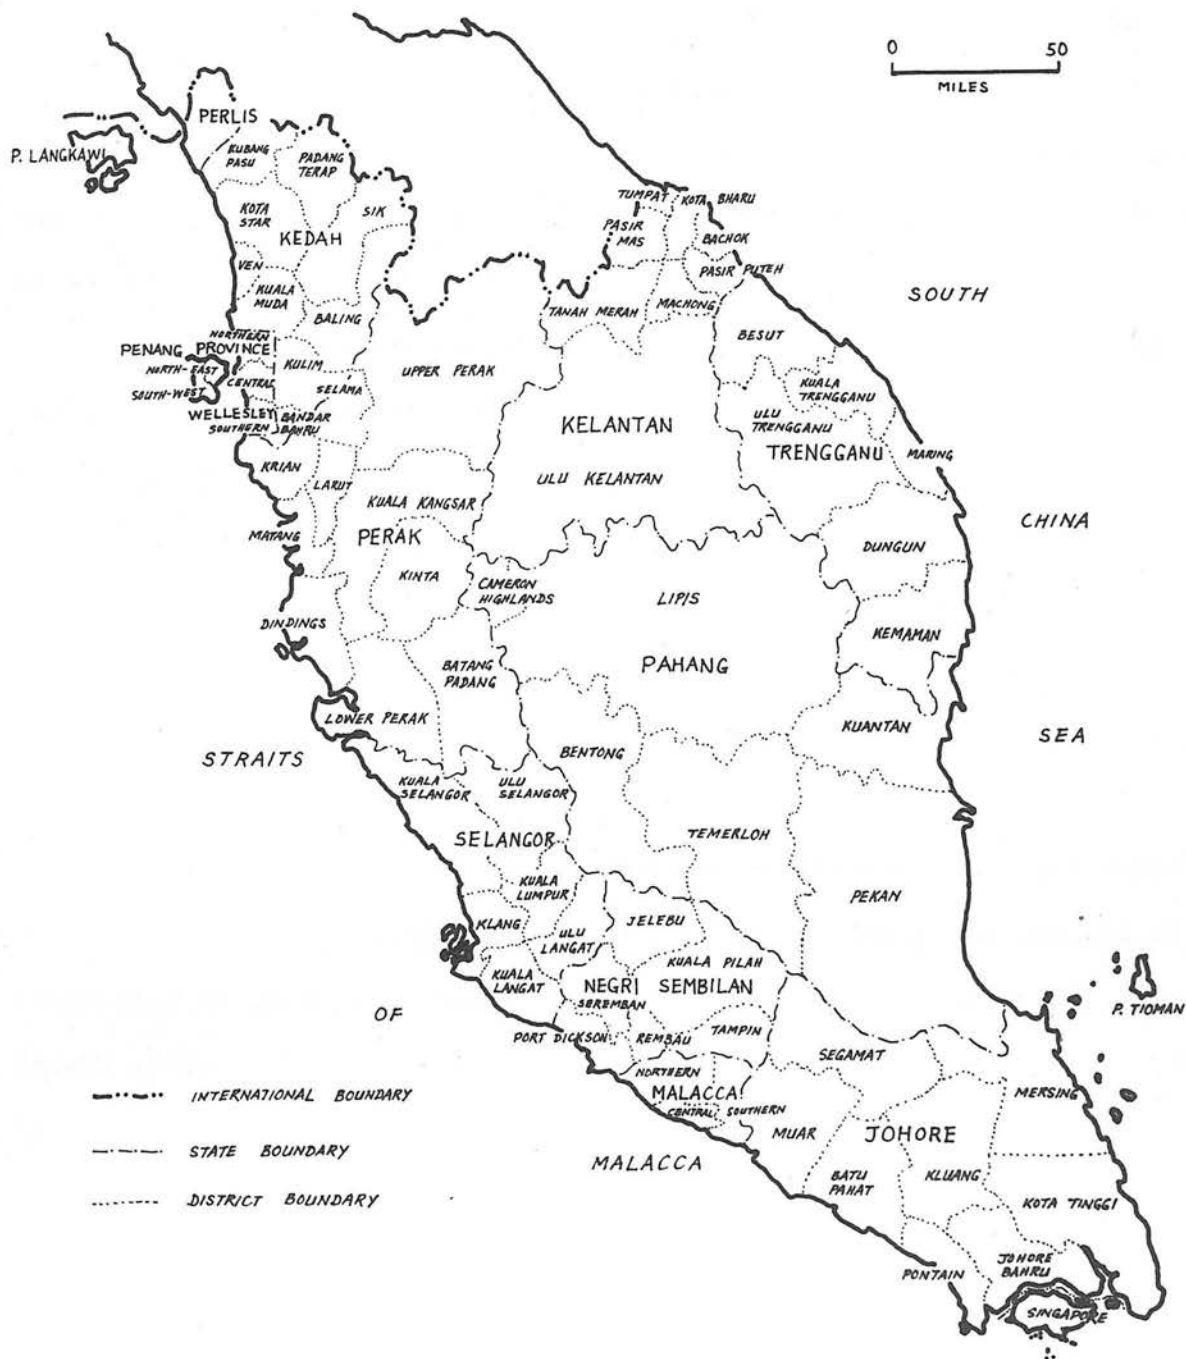 0 50
MILES
PERLIS
P. LANGKAWI
KUBANG
PASU
PADANG
TERAP
KOTA
STAR
SIK
KEDAH
YEN
KUALA
MUDA
BALING
TUMPAT
KOTA BHARU
PASIR
MAS
BACHOK
PASIR PUTEH
TANAH MERAH
MACHONG
SOUTH
BESUT
NORTHERN
PENANG
PROVINCE
NORTH-EAST
CENTRAL
KULIM
SOUTH-WEST
SELAMA
WELLESLEY
SOUTHERN
BANDAR
BAHRU
UPPER PERAK
KUALA
TRENGGANU
ULU
TRENGGANU
TRENGGANU
MARING
KELANTAN
ULU KELANTAN
KRIAN
LARUT
KUALA KANGSAR
MATANG
PERAK
KINTA
CHINA
DUNGUN
CAMERON
HIGHLANDS
LIPIS
DINDINGS
KEMAMAN
BATANG
PADANG
PAHANG
LOWER PERAK
KUANTAN
STRAITS
SEA
BENTONG
KUALA
SELANGOR
ULU
SELANGOR
SELANGOR
TEMERLOH
KUALA
LUMPUR
PEKAN
KLANG
ULU
LANGAT
JELEBU
KUALA
LANGAT
KUALA PILAH
NEGRI SEMBILAN
SEREMBAN
P. TIOMAN
OF
PORT DICKSON
REMBAU
TAMPIN
SEGAMAT
NORTHERN
MALACCA
CENTRAL
SOUTHERN
MERSING
INTERNATIONAL BOUNDARY
MUAR
JOHORE
STATE BOUNDARY
MALACCA
BATU
PAHAT
KLUANG
DISTRICT BOUNDARY
KOTA TINGGI
PONTAIN
JOHORE
BAHRU
SINGAPORE